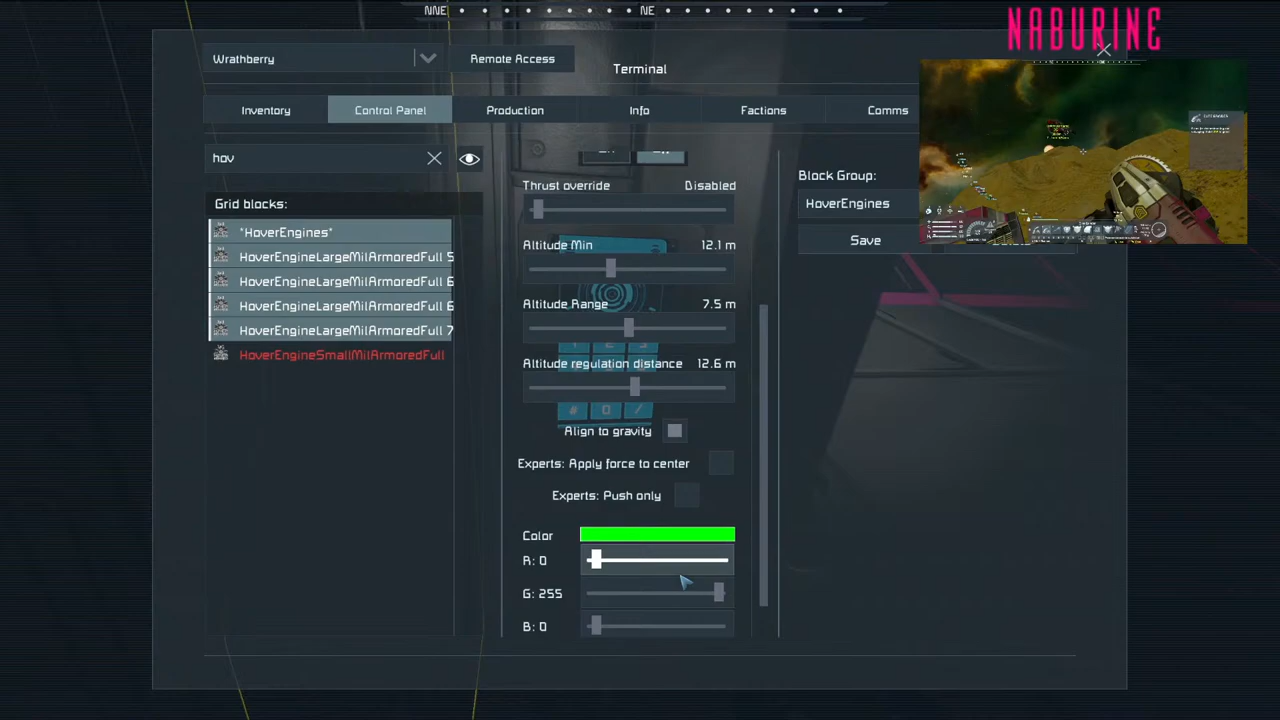 NNE
NE
NABURINE
Wrathberry
Remote Access
Terminal
Inventory
Control Panel
Production
Info
Factions
Comms
hov
Grid blocks:
*HoverEngines*
HoverEngineLargeMilArmoredFull 5
HoverEngineLargeMilArmoredFull 6
HoverEngineLargeMilArmoredFull 6
HoverEngineLargeMilArmoredFull 7
HoverEngineSmallMilArmoredFull
Thrust override
Disabled
Altitude Min
12.1 m
Altitude Range
7.5 m
Altitude regulation distance
12.6 m
# 0 /
Align to gravity
Experts: Apply force to center
Experts: Push only
Color
R: 0
G: 255
B: 0
Block Group:
HoverEngines
Save